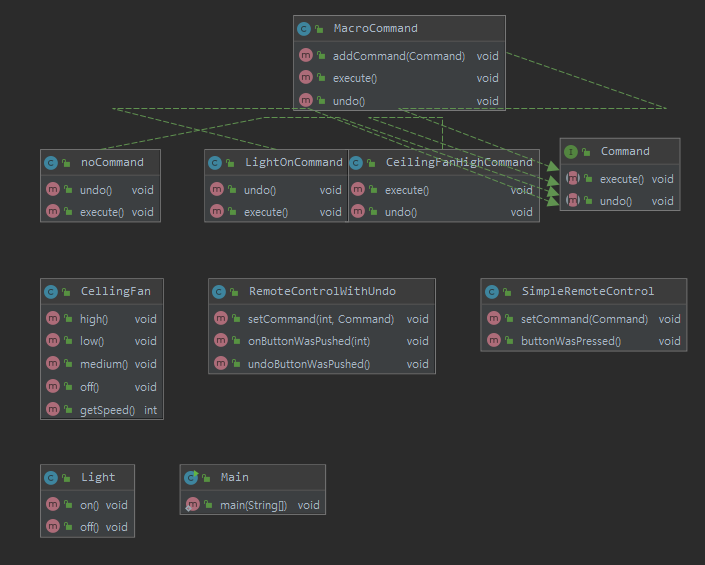 MacroCommand
addCommand(Command) void
execute() void
undo() void
noCommand
undo() void
execute() void
LightOnCommand
undo() void
execute() void
CeilingFanHighCommand
execute() void
undo() void
Command
execute() void
undo() void
CellingFan
high() void
low() void
medium() void
off() void
getSpeed() int
RemoteControlWithUndo
setCommand(int, Command) void
onButtonWasPushed(int) void
undoButtonWasPushed() void
SimpleRemoteControl
setCommand(Command) void
buttonWasPressed() void
Light
on() void
off() void
Main
main(String[]) void